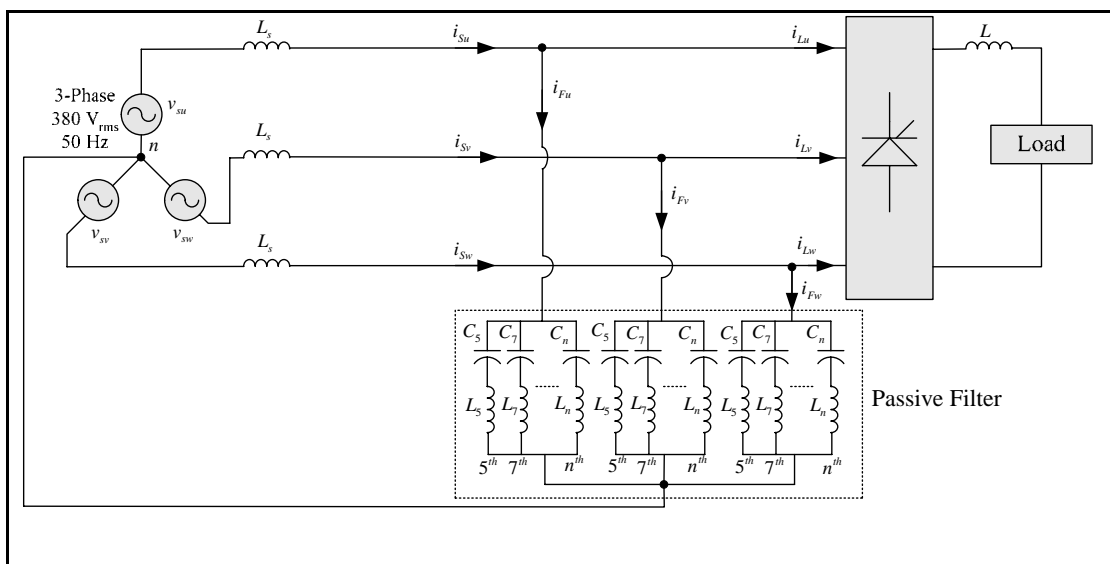 L_s i_Su i_Lu L
3-Phase
380 V_rms
50 Hz
v_su
i_Fu
n L_s i_Sv i_Lv Load
i_Fv
v_sv v_sw L_s i_Sw i_Lw
i_Fw
C_5 C_7 C_n C_5 C_7 C_n C_5 C_7 C_n
L_5 L_7 ........ L_n L_5 L_7 ........ L_n L_5 L_7 ........ L_n
Passive Filter
5^th 7^th n^th 5^th 7^th n^th 5^th 7^th n^th